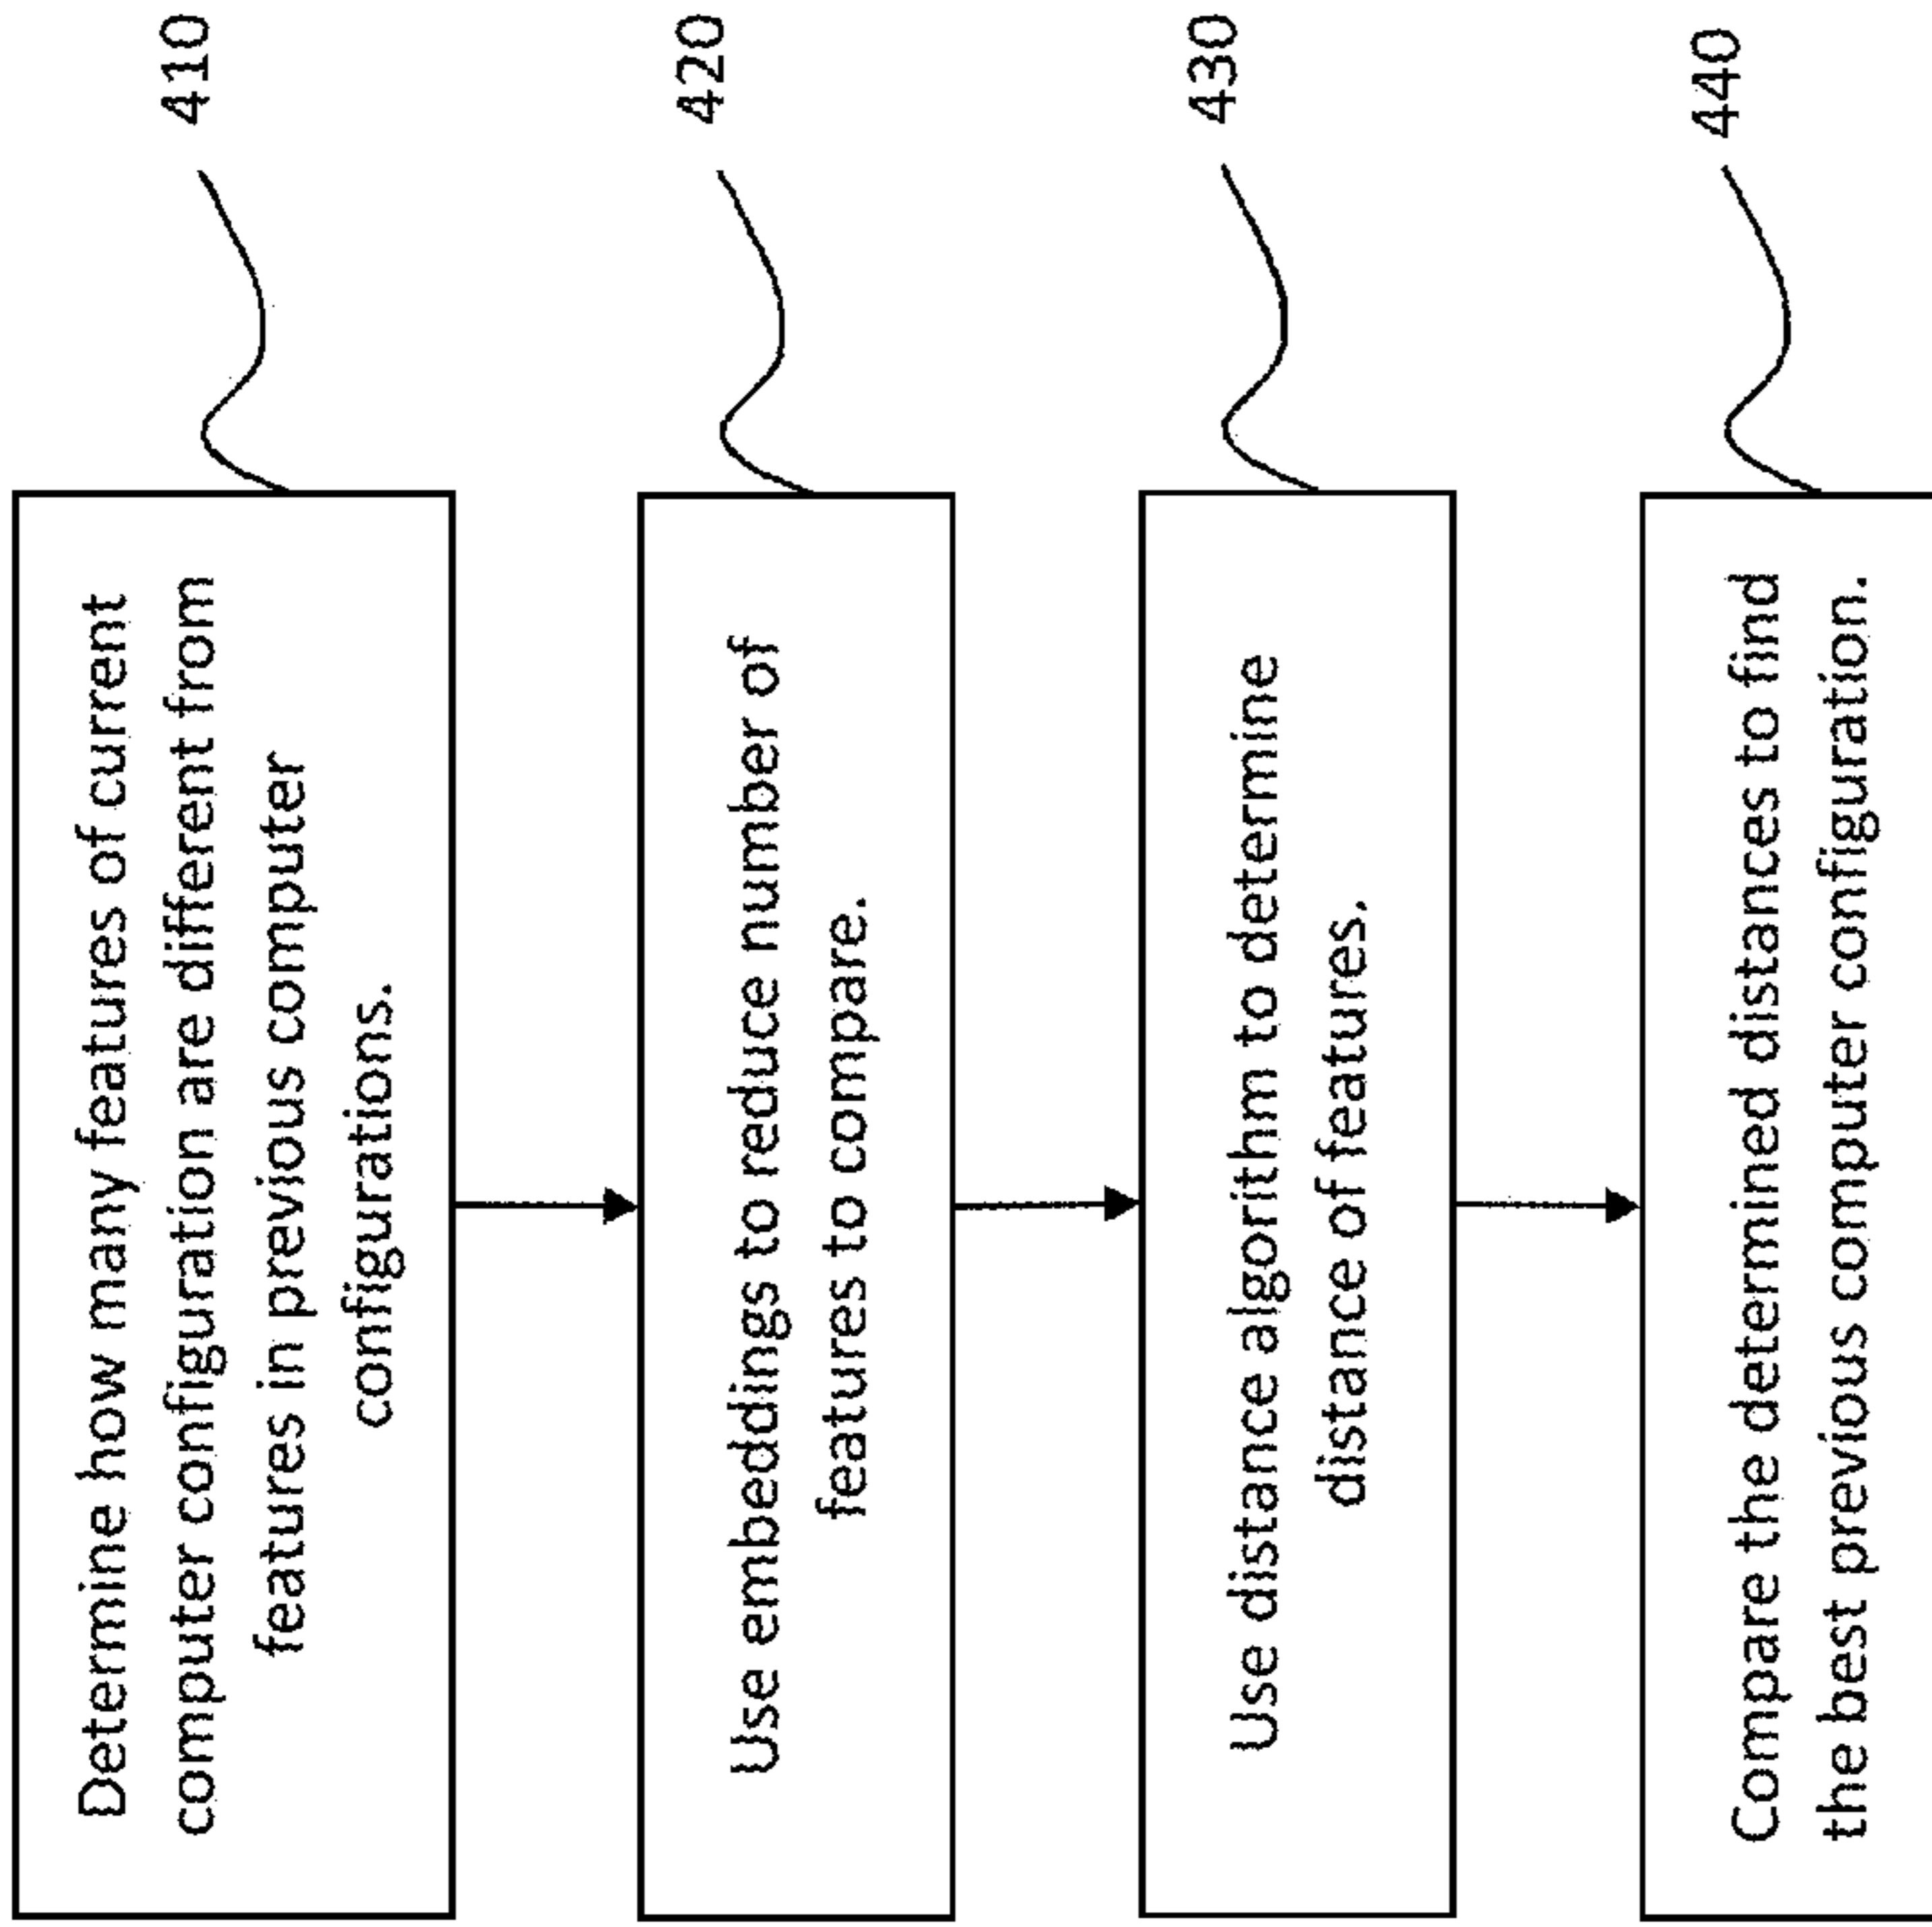 Determine how many features of current
computer configuration are different from
features in previous computer
configurations.
410
Use embeddings to reduce number of
features to compare.
420
Use distance algorithm to determine
distance of features.
430
Compare the determined distances to find
the best previous computer configuration.
440